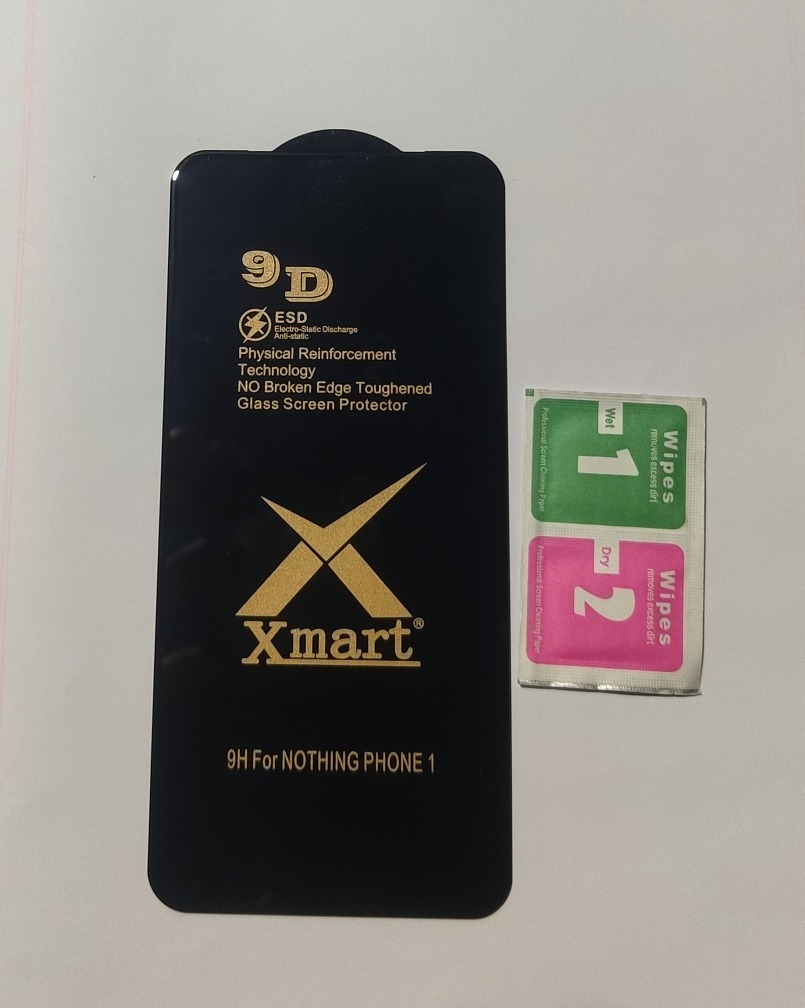 9D
ESD
Electro-Static Discharge
Anti-static
Physical Reinforcement
Technology
NO Broken Edge Toughened
Glass Screen Protector
Xmart®
9H For NOTHING PHONE 1
Wipes
removes excess dirt
Wet
1
Professional Screen Cleaning Paper
Wipes
removes excess dirt
Dry
2
Professional Screen Cleaning Paper